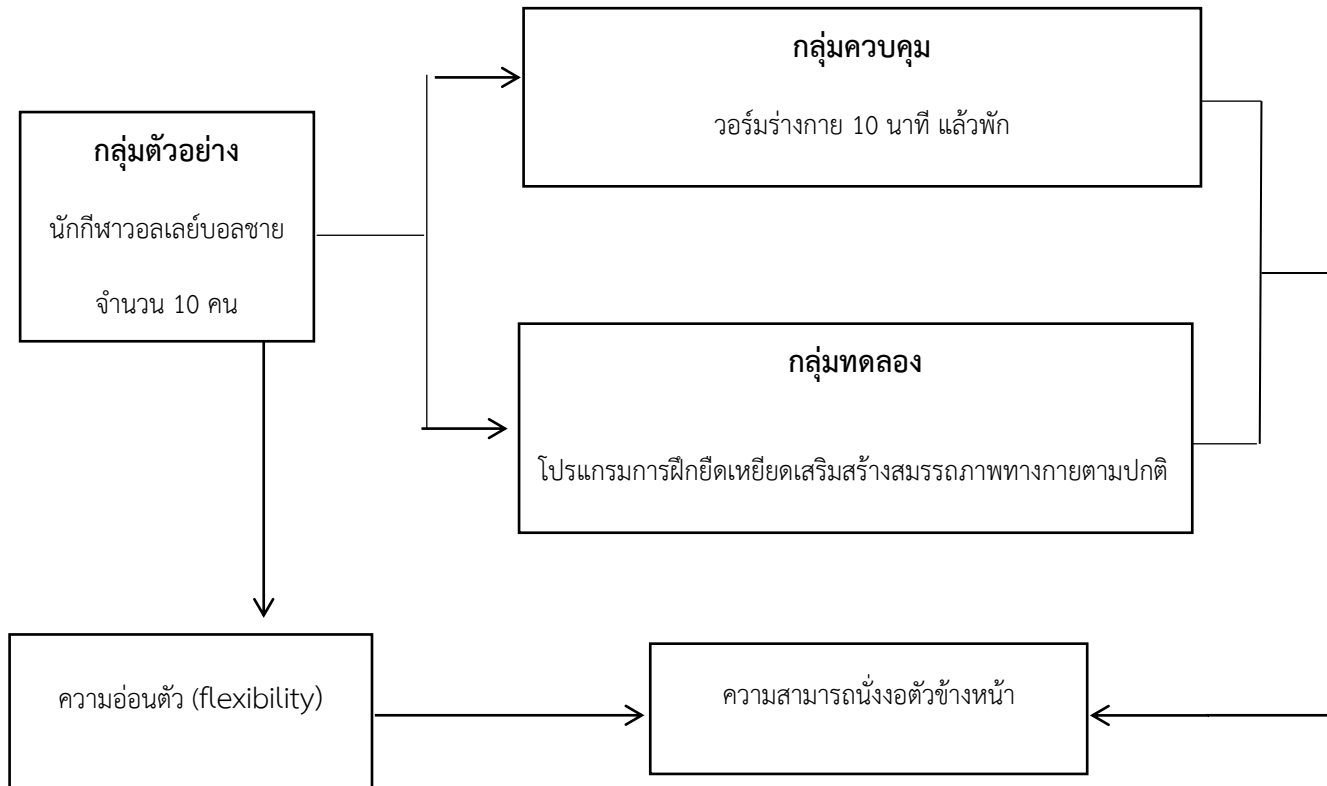 กลุ่มควบคุม
วอร์มร่างกาย 10 นาที แล้วพัก
กลุ่มตัวอย่าง
นักกีฬาวอลเลย์บอลชาย
จำนวน 10 คน
กลุ่มทดลอง
โปรแกรมการฝึกยืดเหยียดเสริมสร้างสมรรถภาพทางกายตามปกติ
ความอ่อนตัว (flexibility)
ความสามารถนั่งงอตัวข้างหน้า